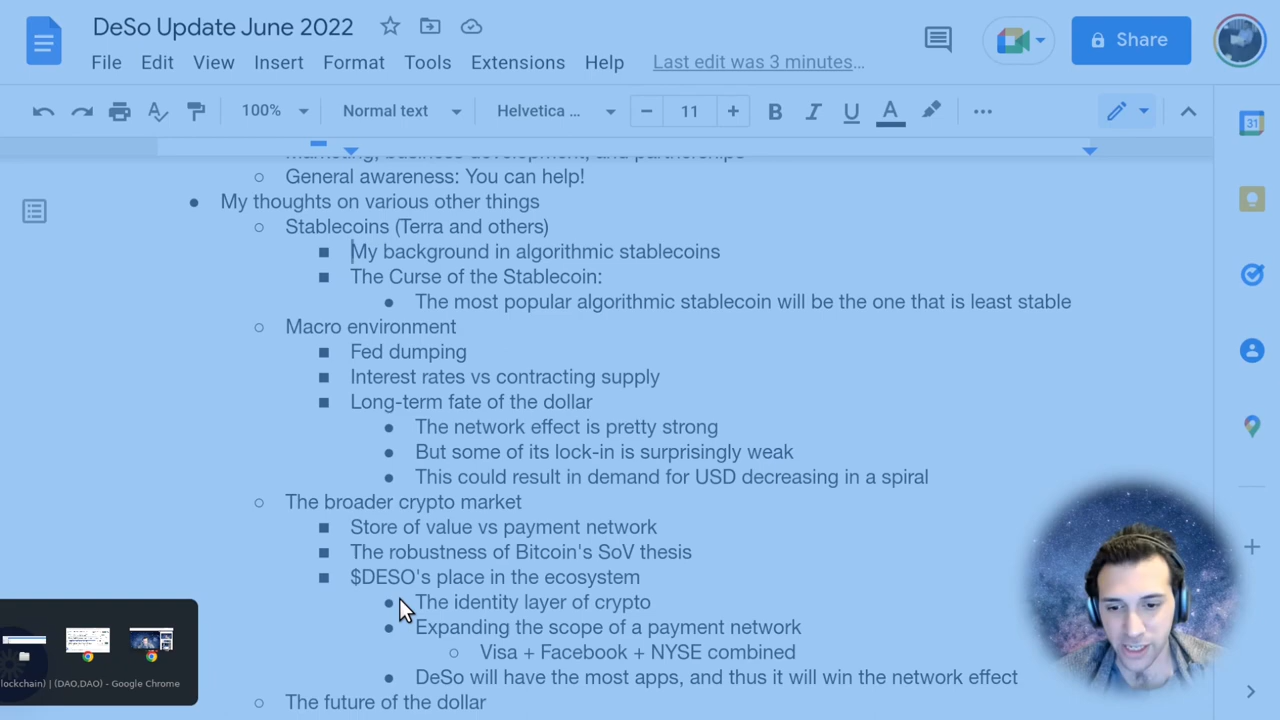 DeSo Update June 2022
Share
File Edit View Insert Format Tools Extensions Help Last edit was 3 minutes…
100% Normal text Helvetica ... 11 B I U A
31
Marketing, business development, and partnerships
General awareness: You can help!
My thoughts on various other things
Stablecoins (Terra and others)
My background in algorithmic stablecoins
The Curse of the Stablecoin:
The most popular algorithmic stablecoin will be the one that is least stable
Macro environment
Fed dumping
Interest rates vs contracting supply
Long-term fate of the dollar
The network effect is pretty strong
But some of its lock-in is surprisingly weak
This could result in demand for USD decreasing in a spiral
The broader crypto market
Store of value vs payment network
The robustness of Bitcoin's SoV thesis
$DESO's place in the ecosystem
The identity layer of crypto
Expanding the scope of a payment network
Visa + Facebook + NYSE combined
DeSo will have the most apps, and thus it will win the network effect
The future of the dollar
lockchain) | (DAO,DAO) - Google Chrome